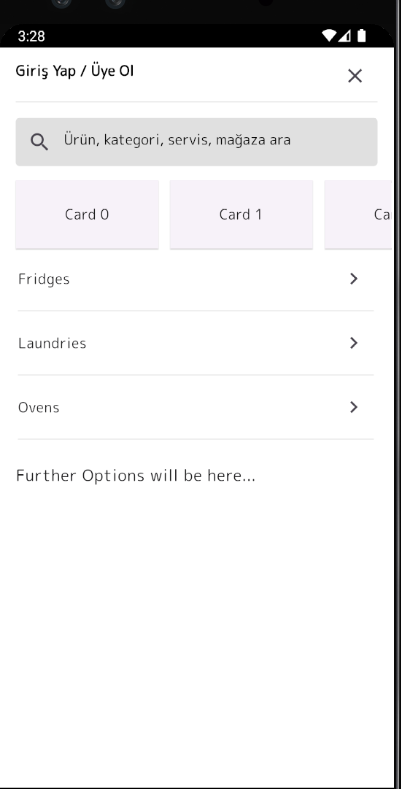 3:28
Giriş Yap / Üye Ol
Ürün, kategori, servis, mağaza ara
Card 0
Card 1
Ca
Fridges
Laundries
Ovens
Further Options will be here...